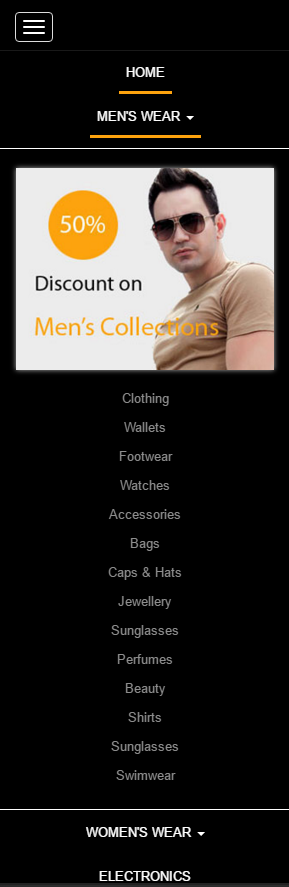 HOME
MEN'S WEAR
50%
Discount on
Men's Collections
Clothing
Wallets
Footwear
Watches
Accessories
Bags
Caps & Hats
Jewellery
Sunglasses
Perfumes
Beauty
Shirts
Sunglasses
Swimwear
WOMEN'S WEAR
ELECTRONICS